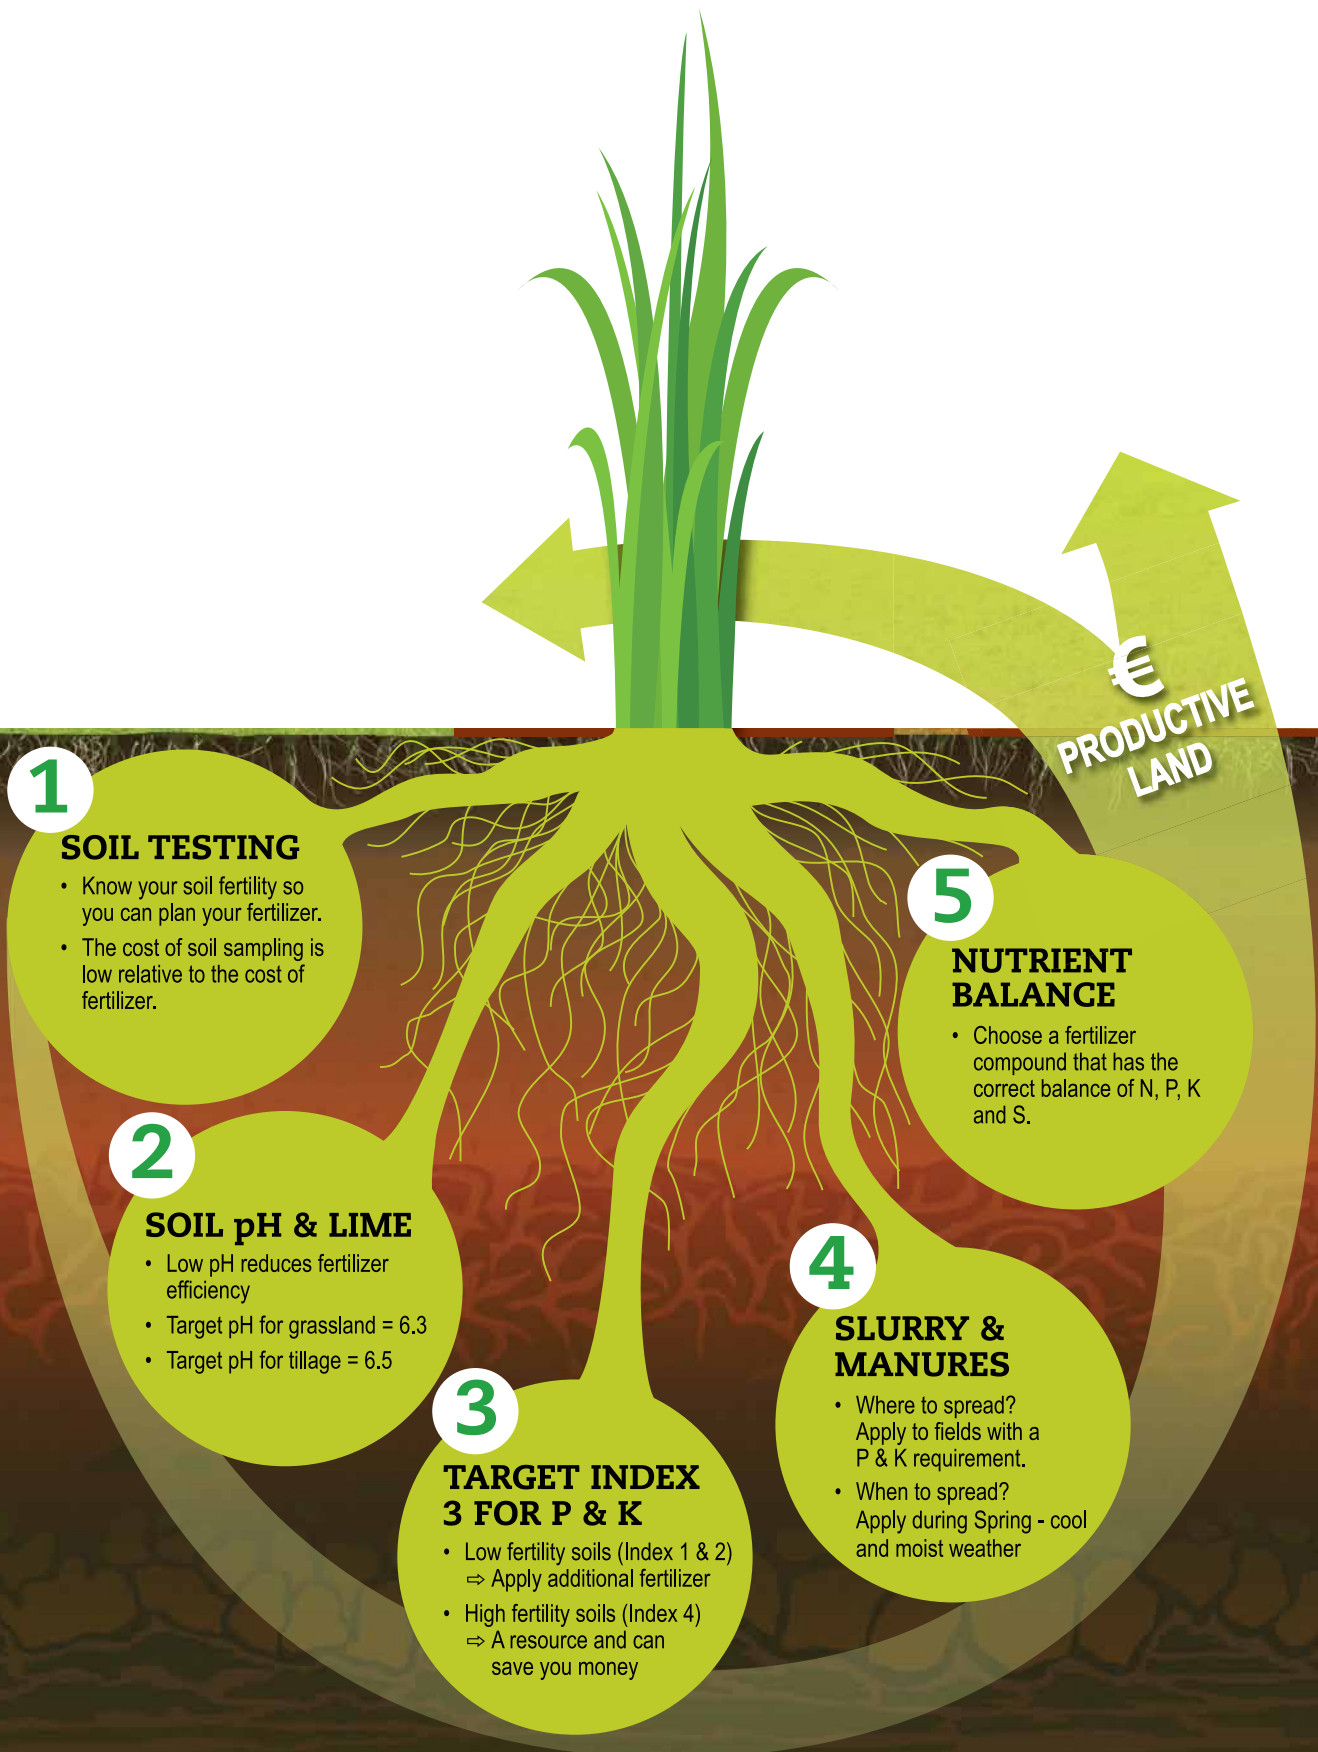 €
PRODUCTIVE
LAND
1
SOIL TESTING
• Know your soil fertility so
you can plan your fertilizer.
• The cost of soil sampling is
low relative to the cost of
fertilizer.
2
SOIL pH & LIME
• Low pH reduces fertilizer
efficiency
• Target pH for grassland = 6.3
• Target pH for tillage = 6.5
3
TARGET INDEX
3 FOR P & K
• Low fertility soils (Index 1 & 2)
⇨ Apply additional fertilizer
• High fertility soils (Index 4)
⇨ A resource and can
save you money
4
SLURRY &
MANURES
• Where to spread?
Apply to fields with a
P & K requirement.
• When to spread?
Apply during Spring - cool
and moist weather
5
NUTRIENT
BALANCE
• Choose a fertilizer
compound that has the
correct balance of N, P, K
and S.